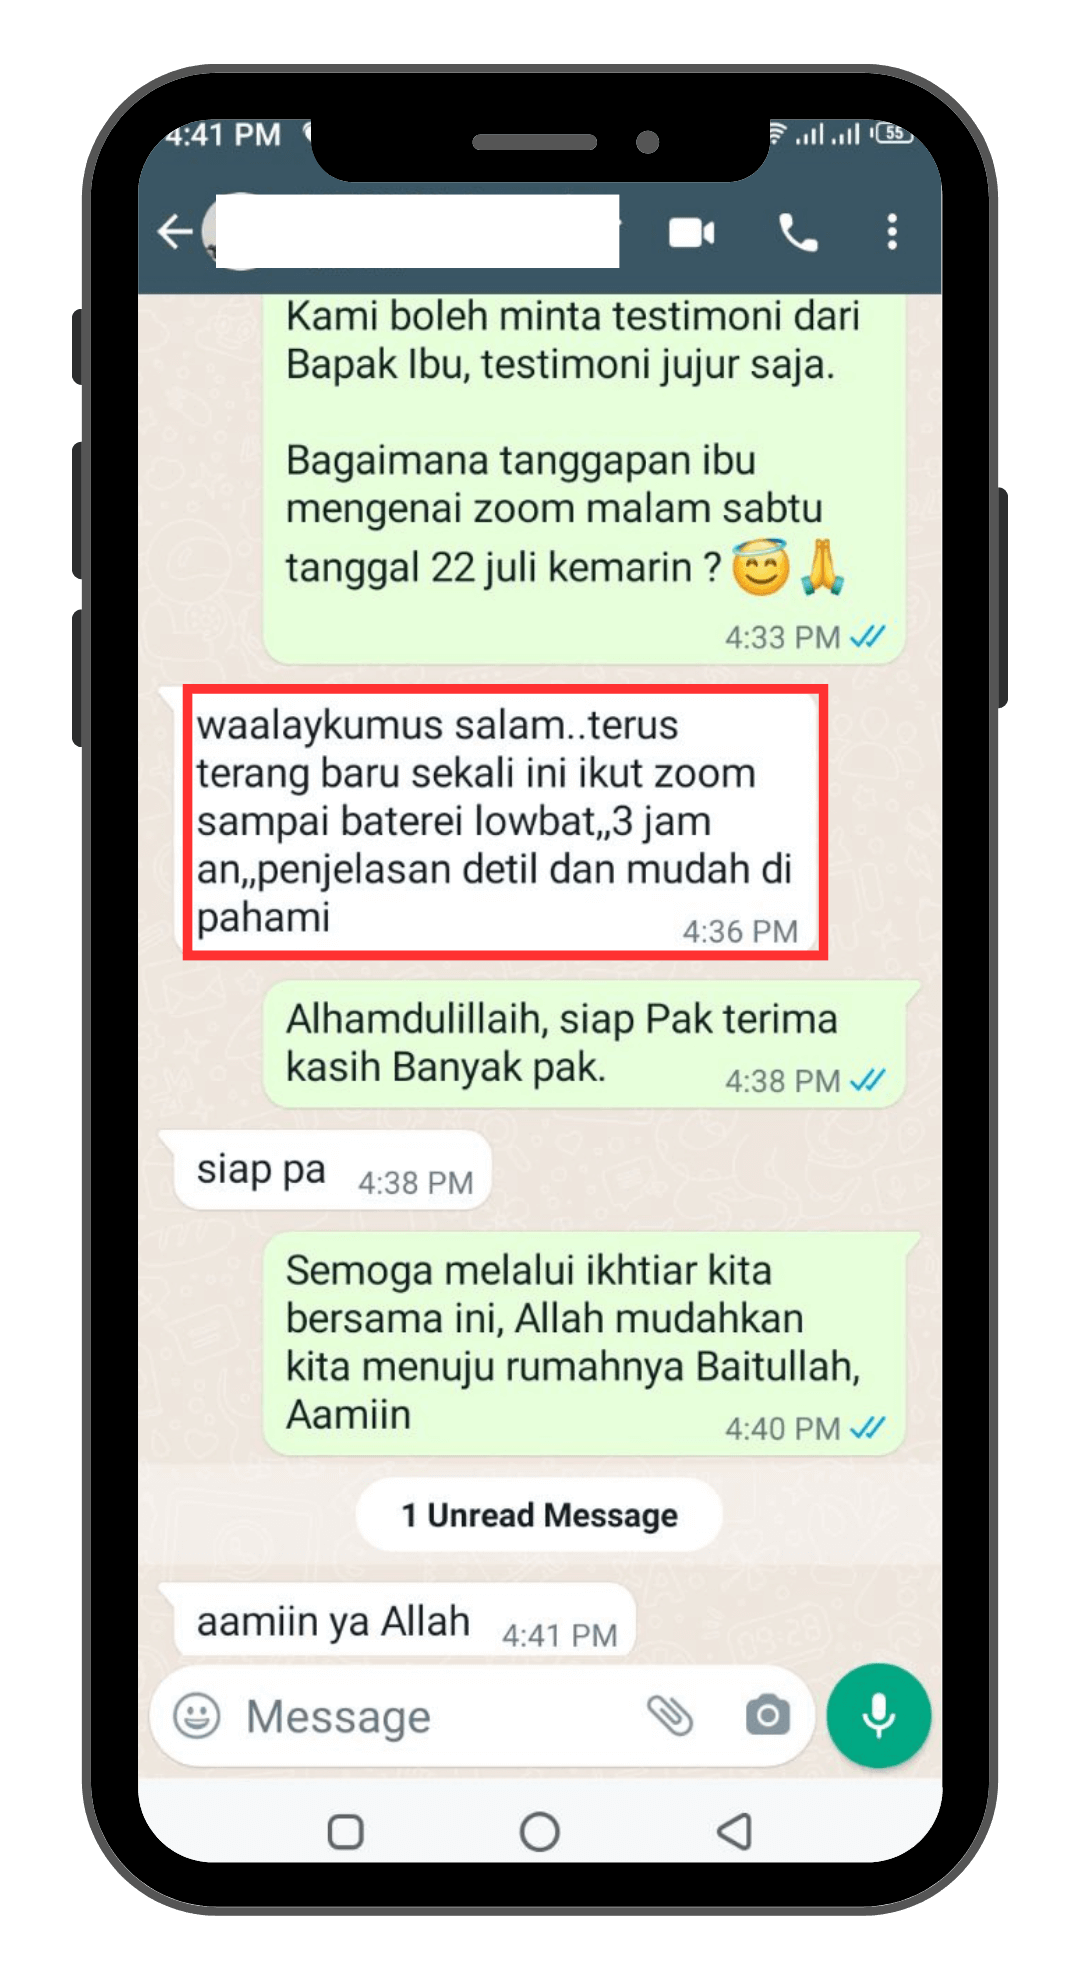 4:41 PM
55
Kami boleh minta testimoni dari
Bapak Ibu, testimoni jujur saja.
Bagaimana tanggapan ibu
mengenai zoom malam sabtu
tanggal 22 juli kemarin ? 😇🙏
4:33 PM
waalaykumus salam..terus
terang baru sekali ini ikut zoom
sampai baterei lowbat,,3 jam
an,,penjelasan detil dan mudah di
pahami
4:36 PM
Alhamdulillaih, siap Pak terima
kasih Banyak pak.
4:38 PM
siap pa 4:38 PM
Semoga melalui ikhtiar kita
bersama ini, Allah mudahkan
kita menuju rumahnya Baitullah,
Aamiin
4:40 PM
1 Unread Message
aamiin ya Allah 4:41 PM
Message